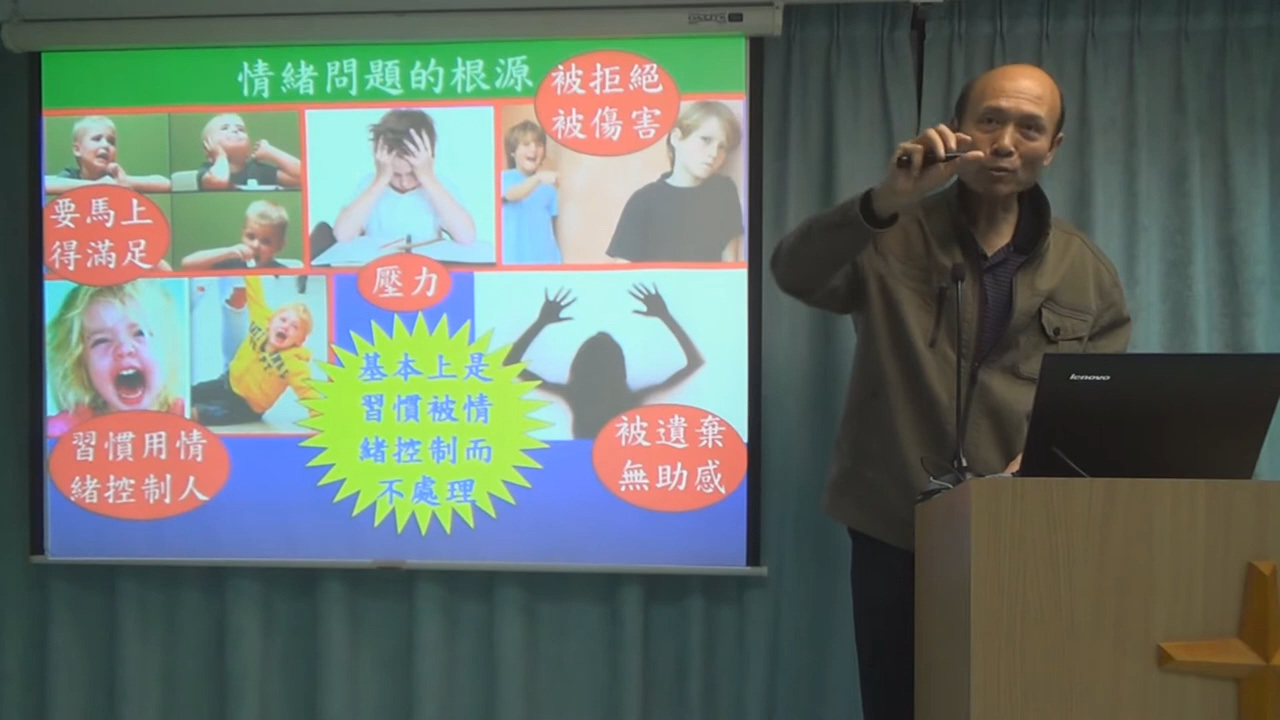 情緒問題的根源
被拒絕
被傷害
要馬上
得滿足
壓力
基本上是
習慣被情
緒控制而
不處理
習慣用情
緒控制人
被遺棄
無助感
lenovo